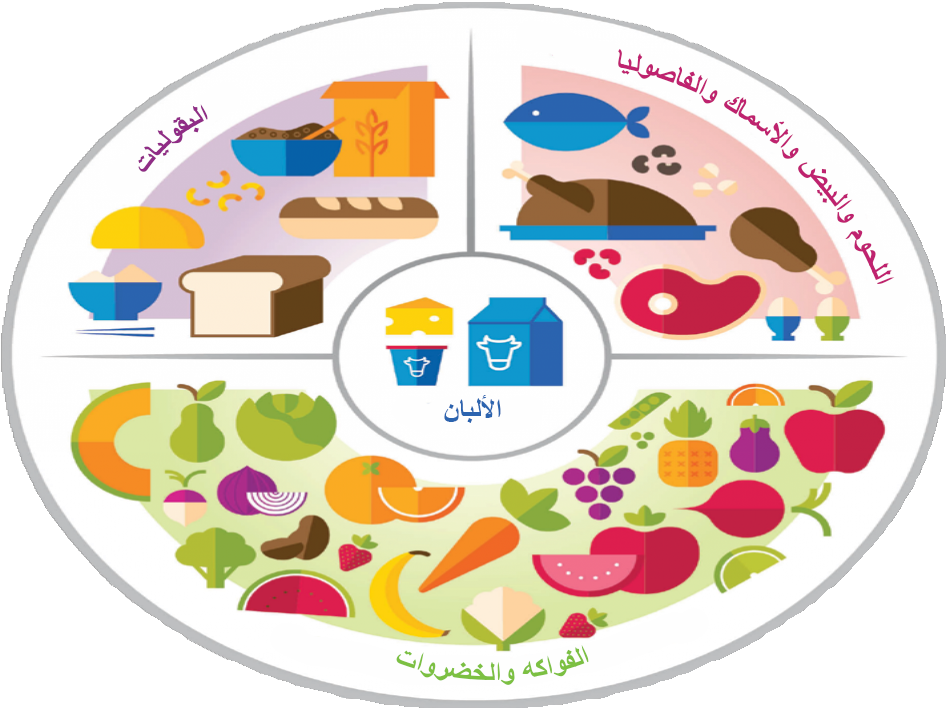 اللحوم والبيض والأسماك والفاصوليا
البقوليات
الألبان
الفواكه والخضروات